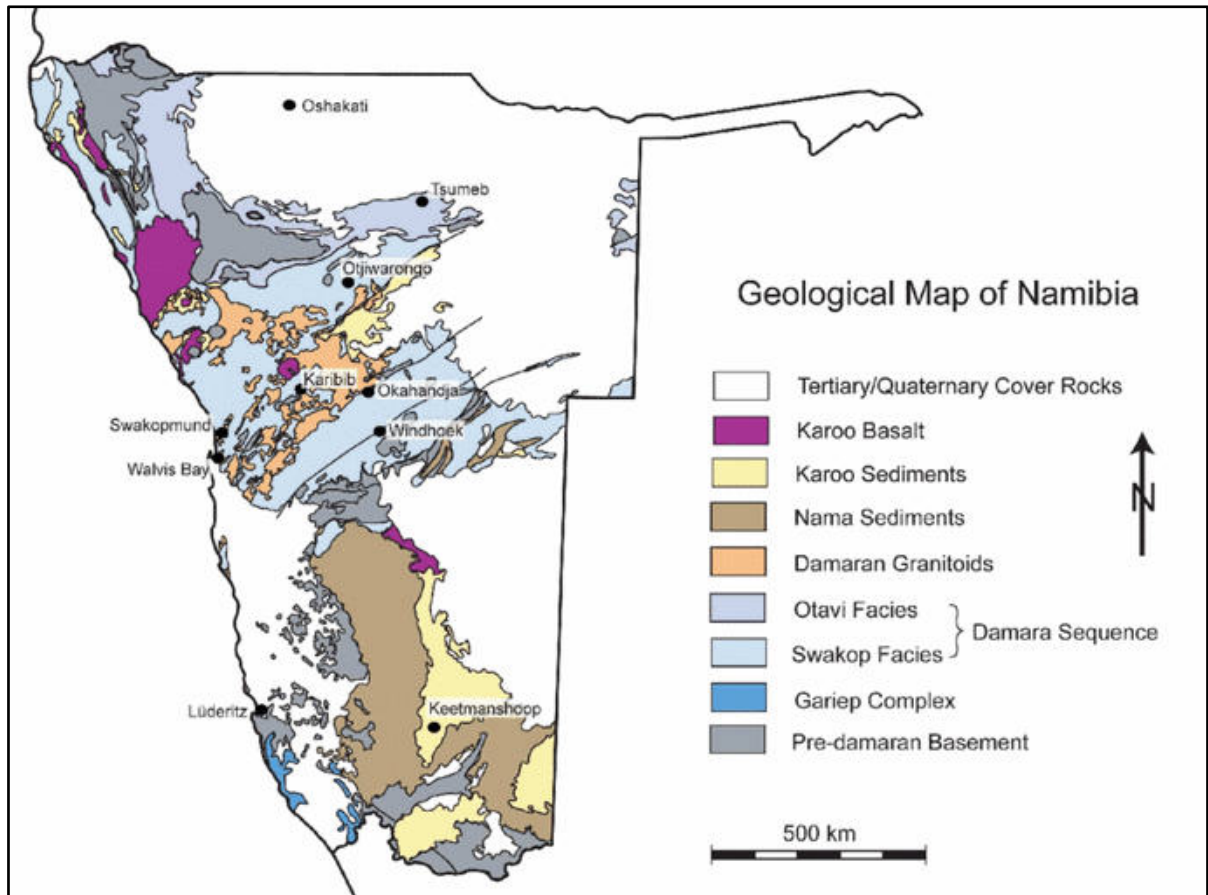 Oshakati
Tsumeb
Otjiwarongo
Karibib
Okahandja
Swakopmund
Windhoek
Walvis Bay
Lüderitz
Keetmanshoop
Geological Map of Namibia
Tertiary/Quaternary Cover Rocks
Karoo Basalt
Karoo Sediments
Nama Sediments
Damaran Granitoids
Otavi Facies
Damara Sequence
Swakop Facies
Gariep Complex
Pre-damaran Basement
N
500 km